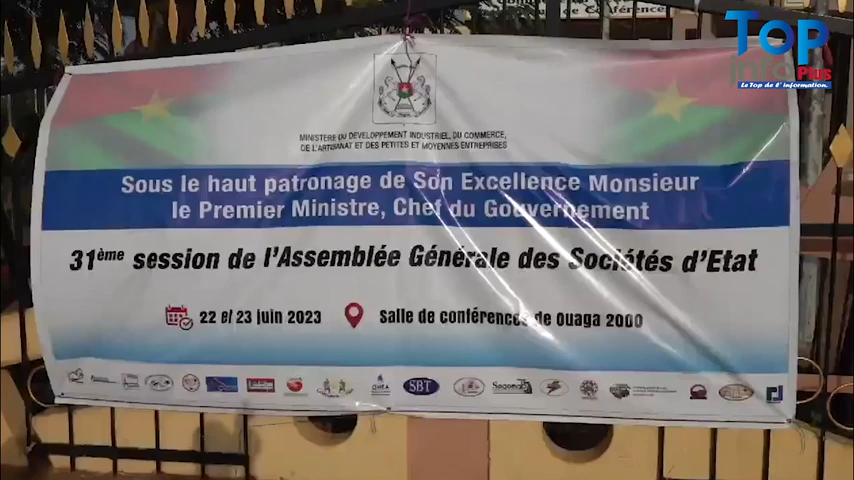 TOP
info Plus
Le Top de l'information.
MINISTERE DU DEVELOPPEMENT INDUSTRIEL, DU COMMERCE,
DE L'ARTISANAT ET DES PETITES ET MOYENNES ENTREPRISES
Sous le haut patronage de Son Excellence Monsieur
le Premier Ministre, Chef du Gouvernement
31ème session de l'Assemblée Générale des Sociétés d'Etat
22 et 23 juin 2023 Salle de conférences de Ouaga 2000
SBT